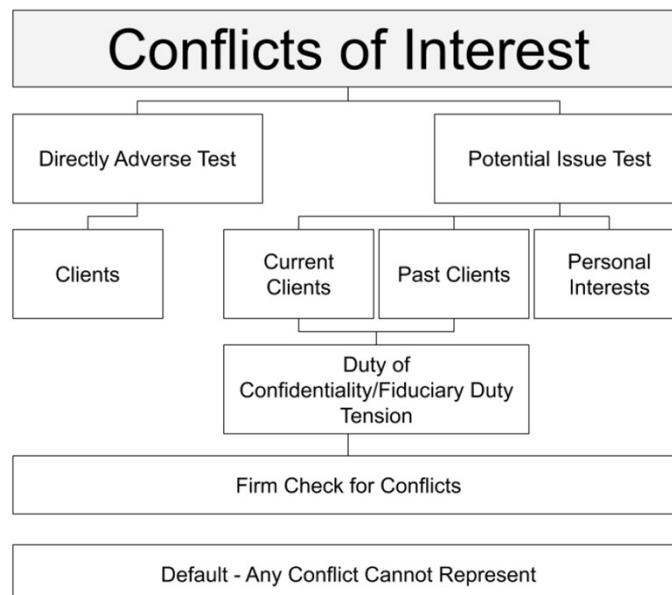 Conflicts of Interest
Directly Adverse Test
Potential Issue Test
Clients
Current
Clients
Past Clients
Personal
Interests
Duty of
Confidentiality/Fiduciary Duty
Tension
Firm Check for Conflicts
Default - Any Conflict Cannot Represent